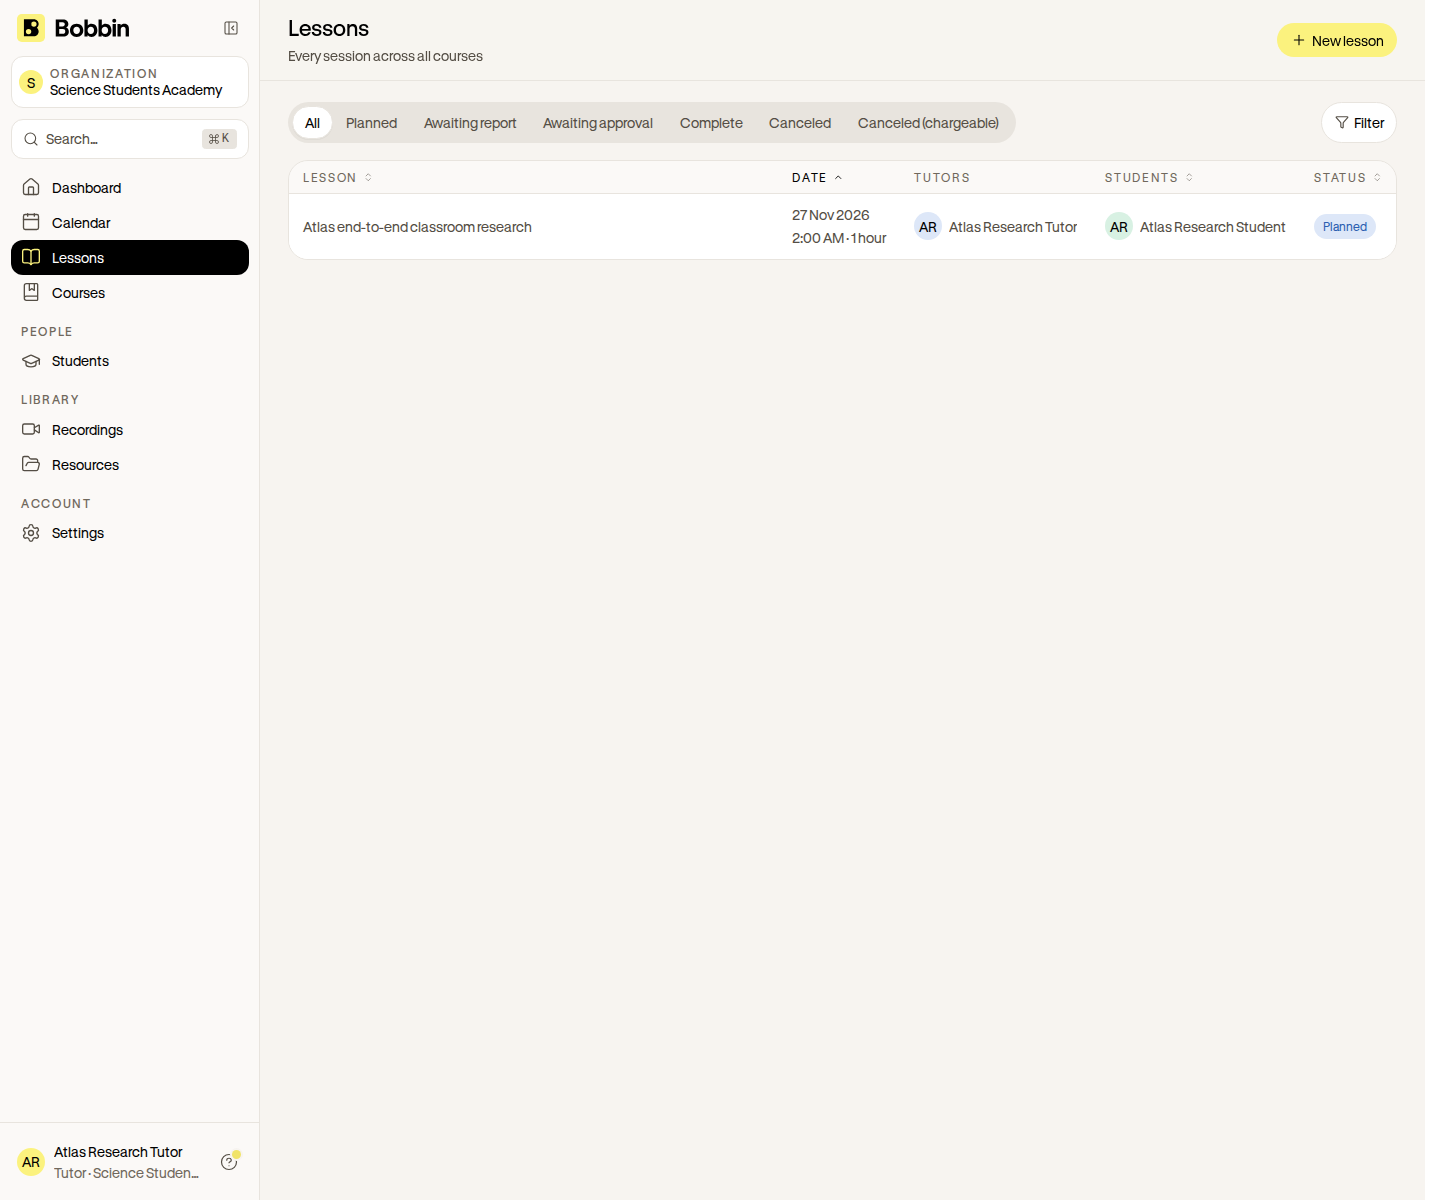 Bobbin
ORGANIZATION
S
Science Students Academy
Search...
⌘ K
Dashboard
Calendar
Lessons
Courses
PEOPLE
Students
LIBRARY
Recordings
Resources
ACCOUNT
Settings
AR
Atlas Research Tutor
Tutor · Science Studen...
Lessons
Every session across all courses
New lesson
All
Planned
Awaiting report
Awaiting approval
Complete
Canceled
Canceled (chargeable)
Filter
LESSON
DATE
TUTORS
STUDENTS
STATUS
Atlas end-to-end classroom research
27 Nov 2026
2:00 AM · 1 hour
AR
Atlas Research Tutor
AR
Atlas Research Student
Planned